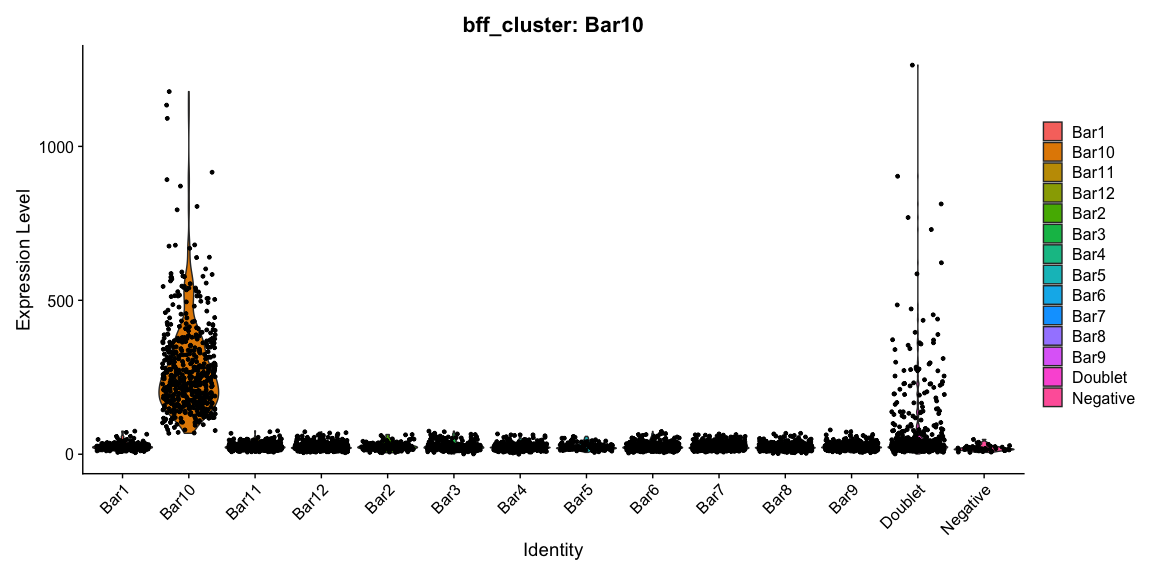 bff_cluster: Bar10
Expression Level
1000
500
0
Bar1
Bar10
Bar11
Bar12
Bar2
Bar3
Bar4
Bar5
Bar6
Bar7
Bar8
Bar9
Doublet
Negative
Identity
Bar1
Bar10
Bar11
Bar12
Bar2
Bar3
Bar4
Bar5
Bar6
Bar7
Bar8
Bar9
Doublet
Negative